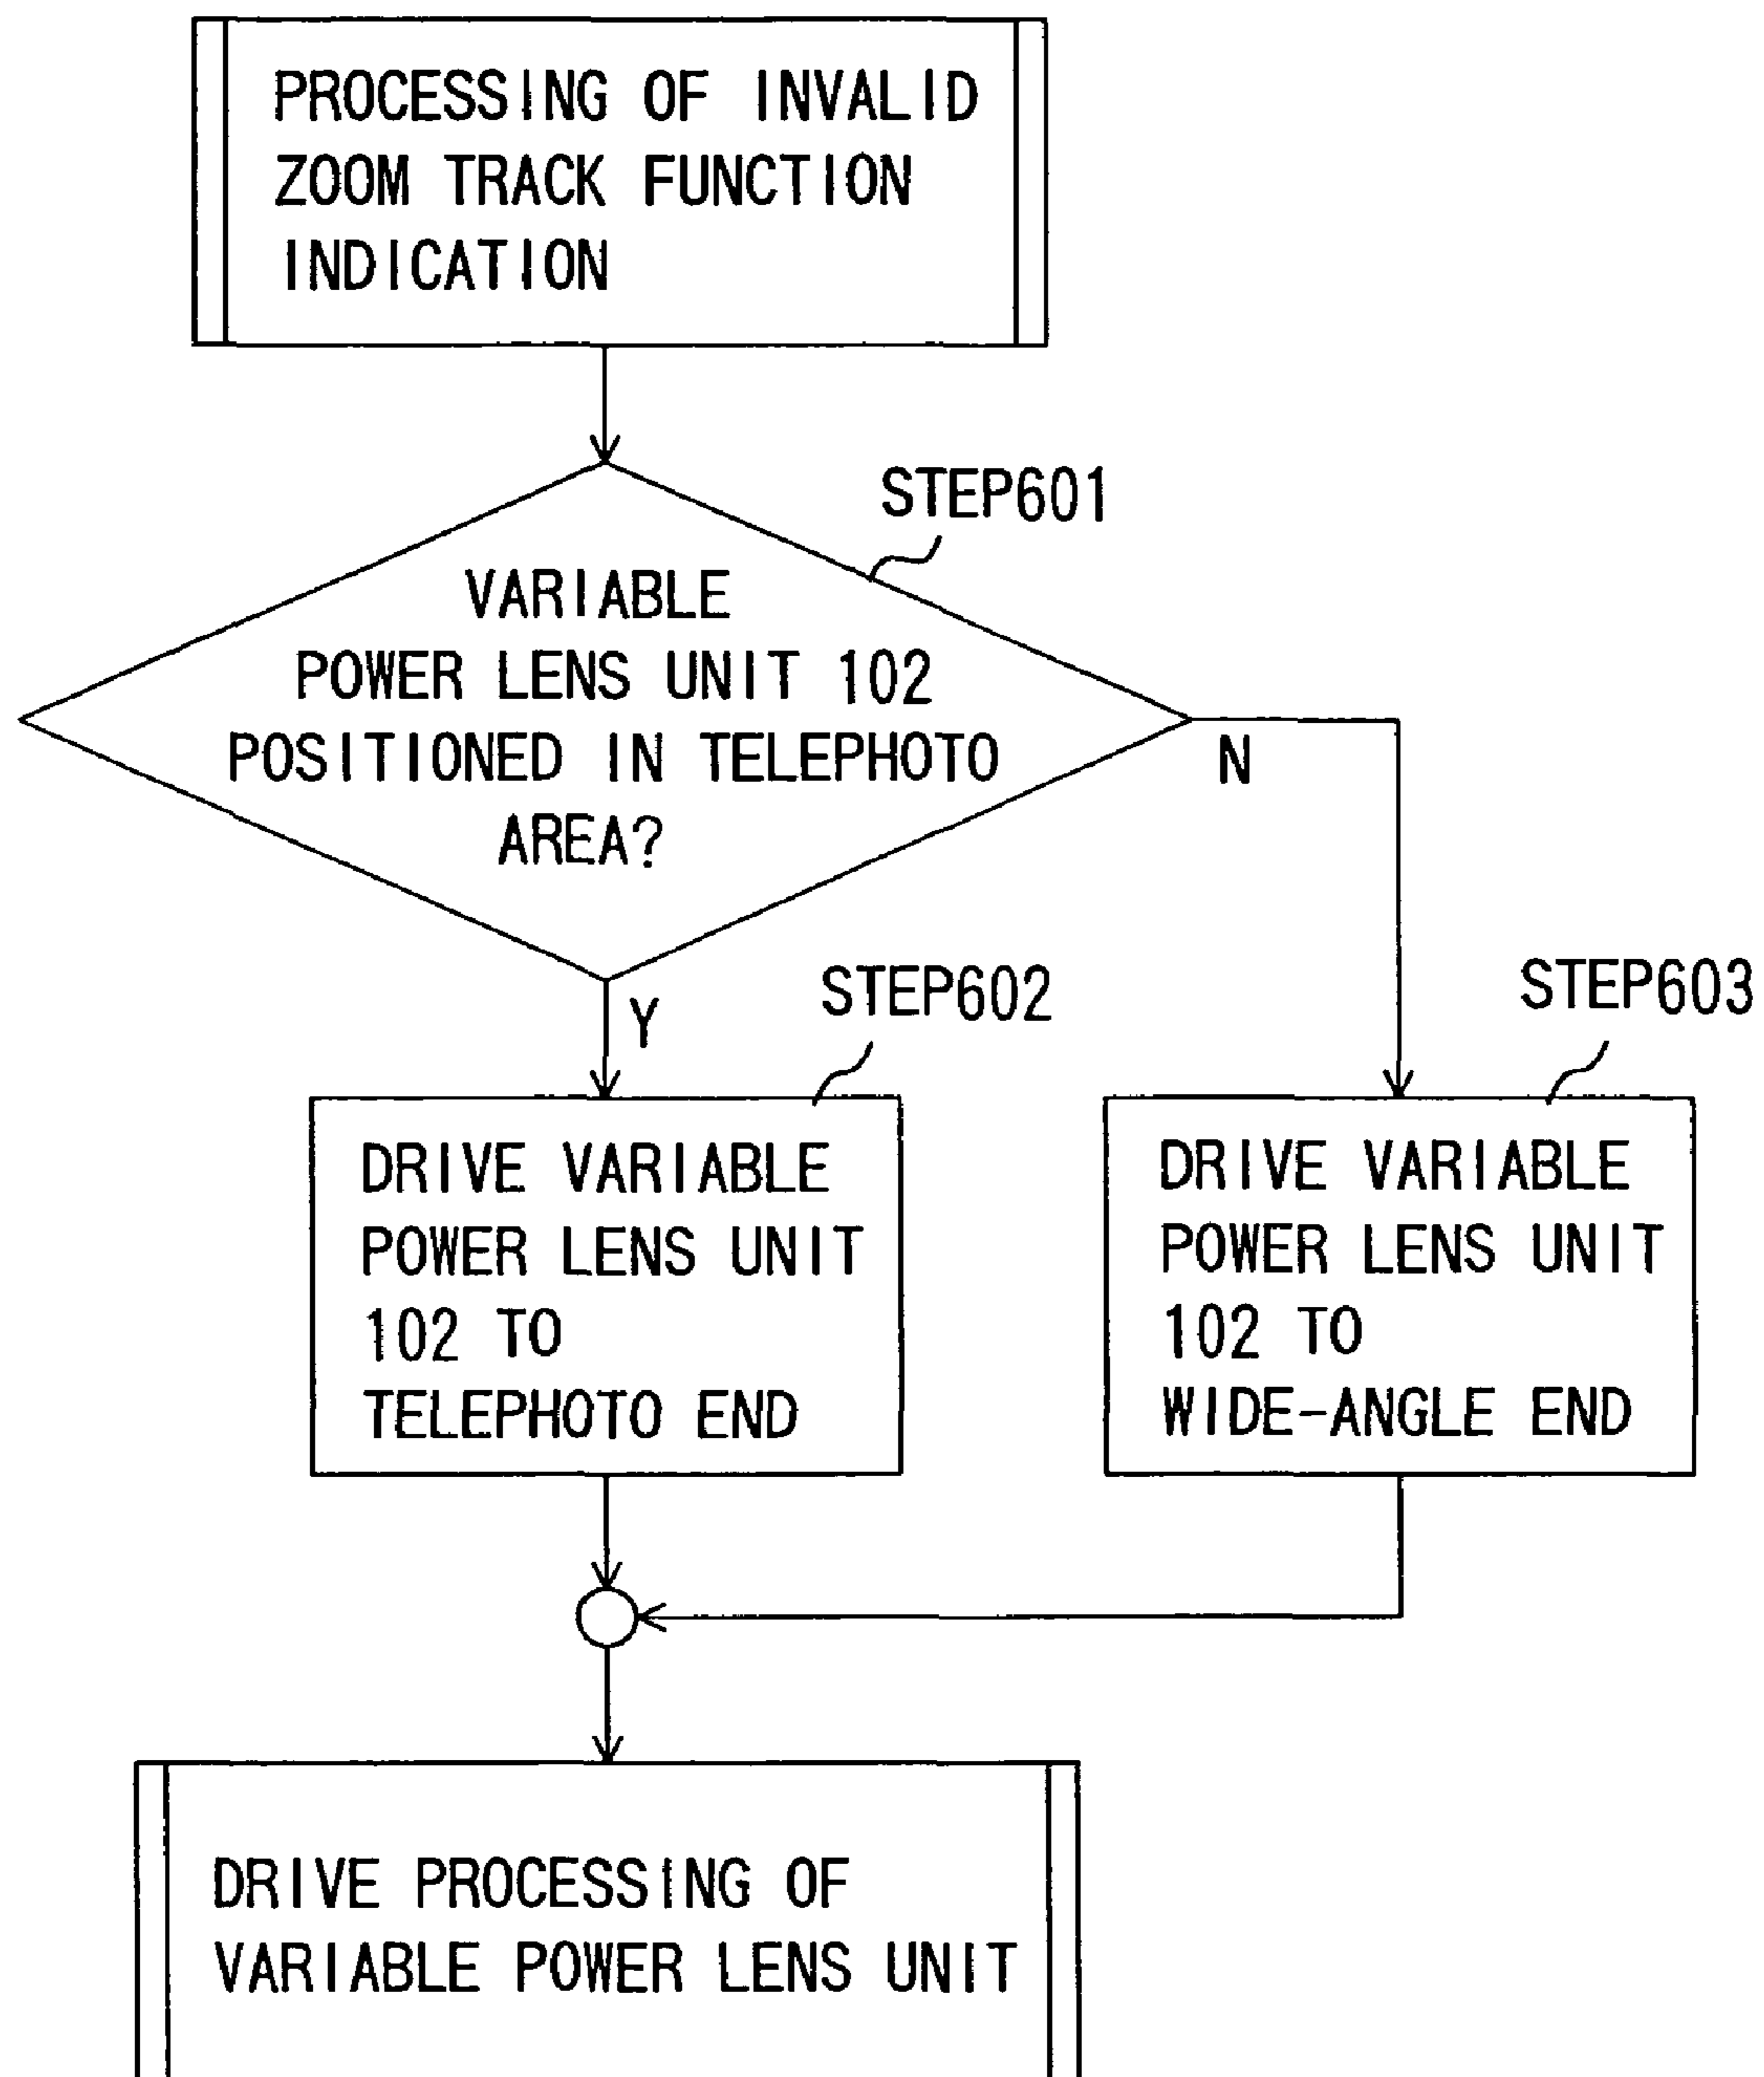 PROCESSING OF INVALID
ZOOM TRACK FUNCTION
INDICATION
STEP601
VARIABLE
POWER LENS UNIT 102
POSITIONED IN TELEPHOTO
AREA?
N
Y
STEP602
STEP603
DRIVE VARIABLE
POWER LENS UNIT
102 TO
TELEPHOTO END
DRIVE VARIABLE
POWER LENS UNIT
102 TO
WIDE-ANGLE END
DRIVE PROCESSING OF
VARIABLE POWER LENS UNIT